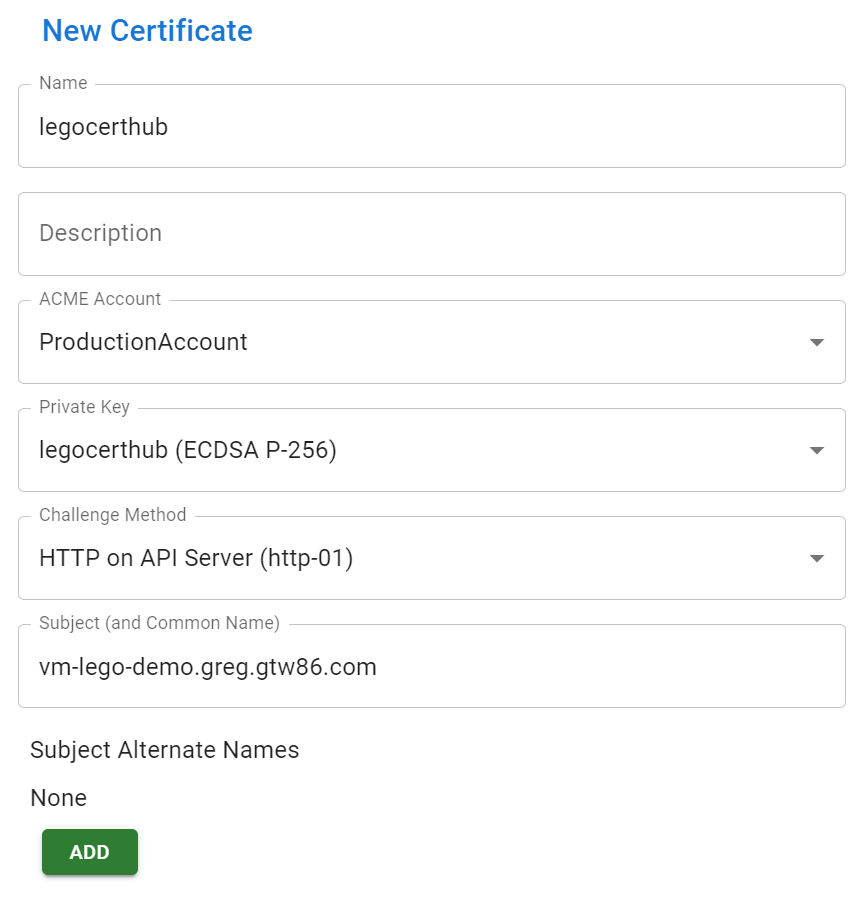 New Certificate
Name
legocerthub
Description
ACME Account
ProductionAccount
Private Key
legocerthub (ECDSA P-256)
Challenge Method
HTTP on API Server (http-01)
Subject (and Common Name)
vm-lego-demo.greg.gtw86.com
Subject Alternate Names
None
ADD